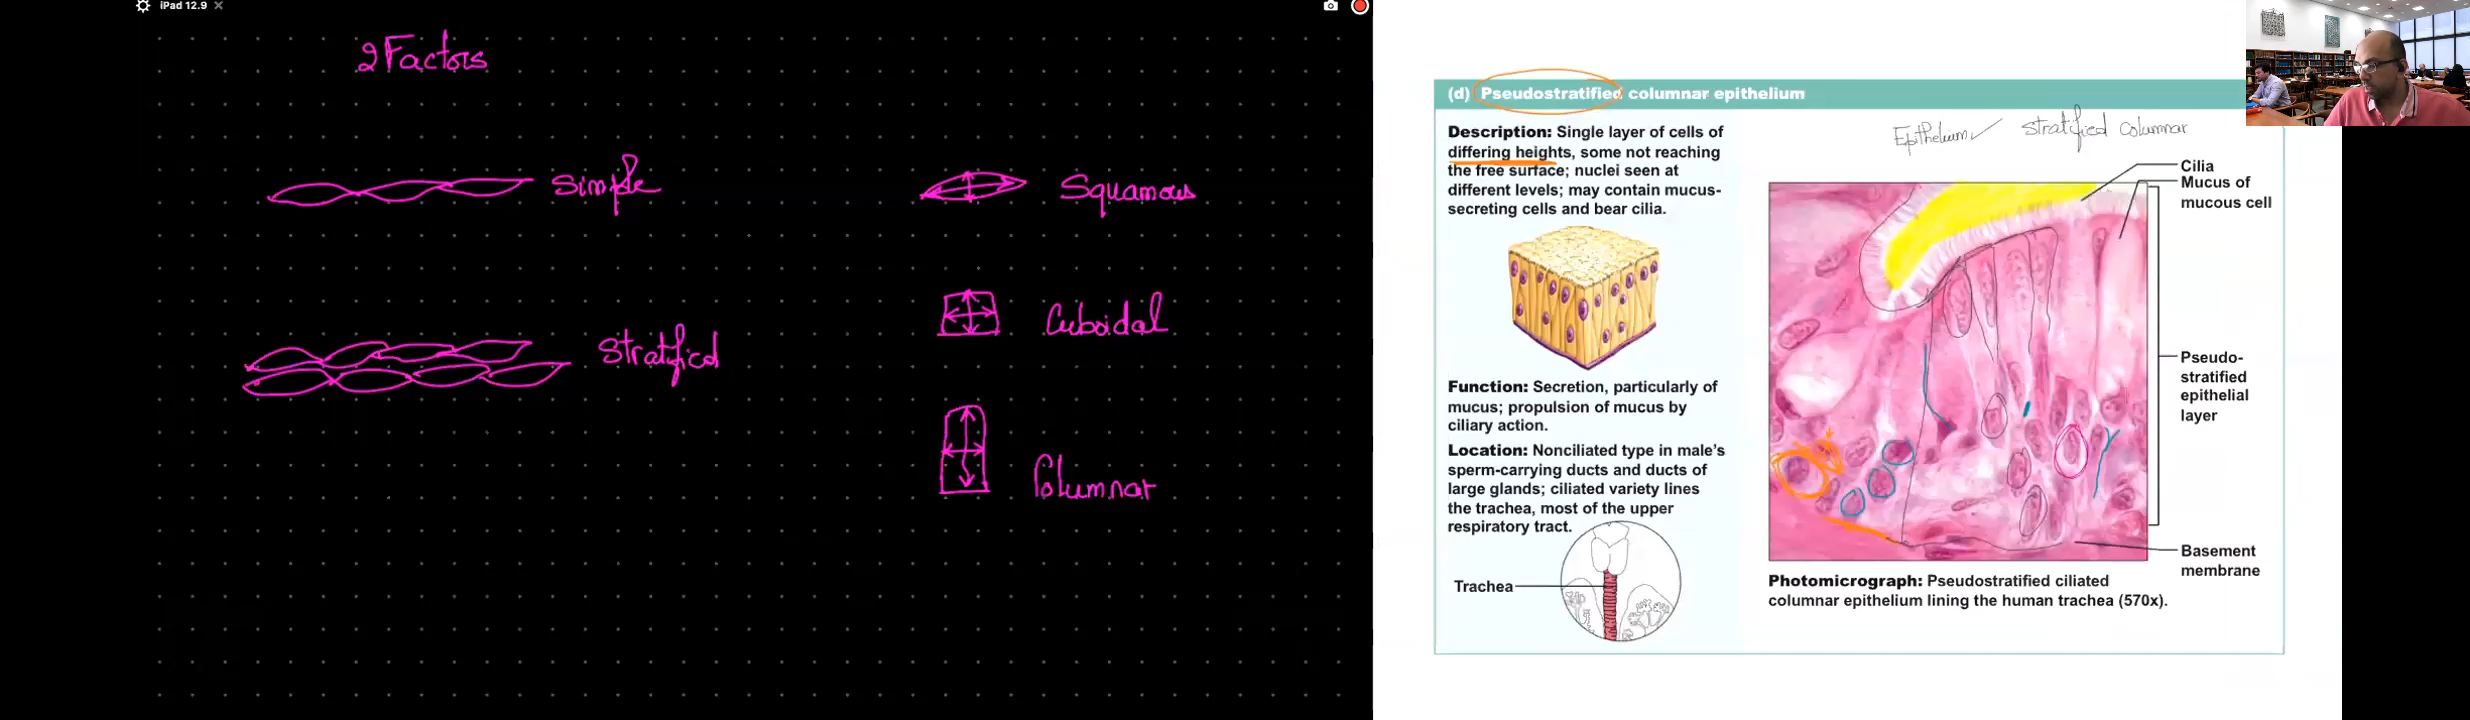 iPad 12.9
2 Factors
Simple
Stratified
Squamous
Cuboidal
Columnar
(d) Pseudostratified columnar epithelium
Epithelium✓ Stratified Columnar
Description: Single layer of cells of
differing heights, some not reaching
the free surface; nuclei seen at
different levels; may contain mucus-
secreting cells and bear cilia.
Function: Secretion, particularly of
mucus; propulsion of mucus by
ciliary action.
Location: Nonciliated type in male's
sperm-carrying ducts and ducts of
large glands; ciliated variety lines
the trachea, most of the upper
respiratory tract.
Trachea
Cilia
Mucus of
mucous cell
Pseudo-
stratified
epithelial
layer
Basement
membrane
Photomicrograph: Pseudostratified ciliated
columnar epithelium lining the human trachea (570x).